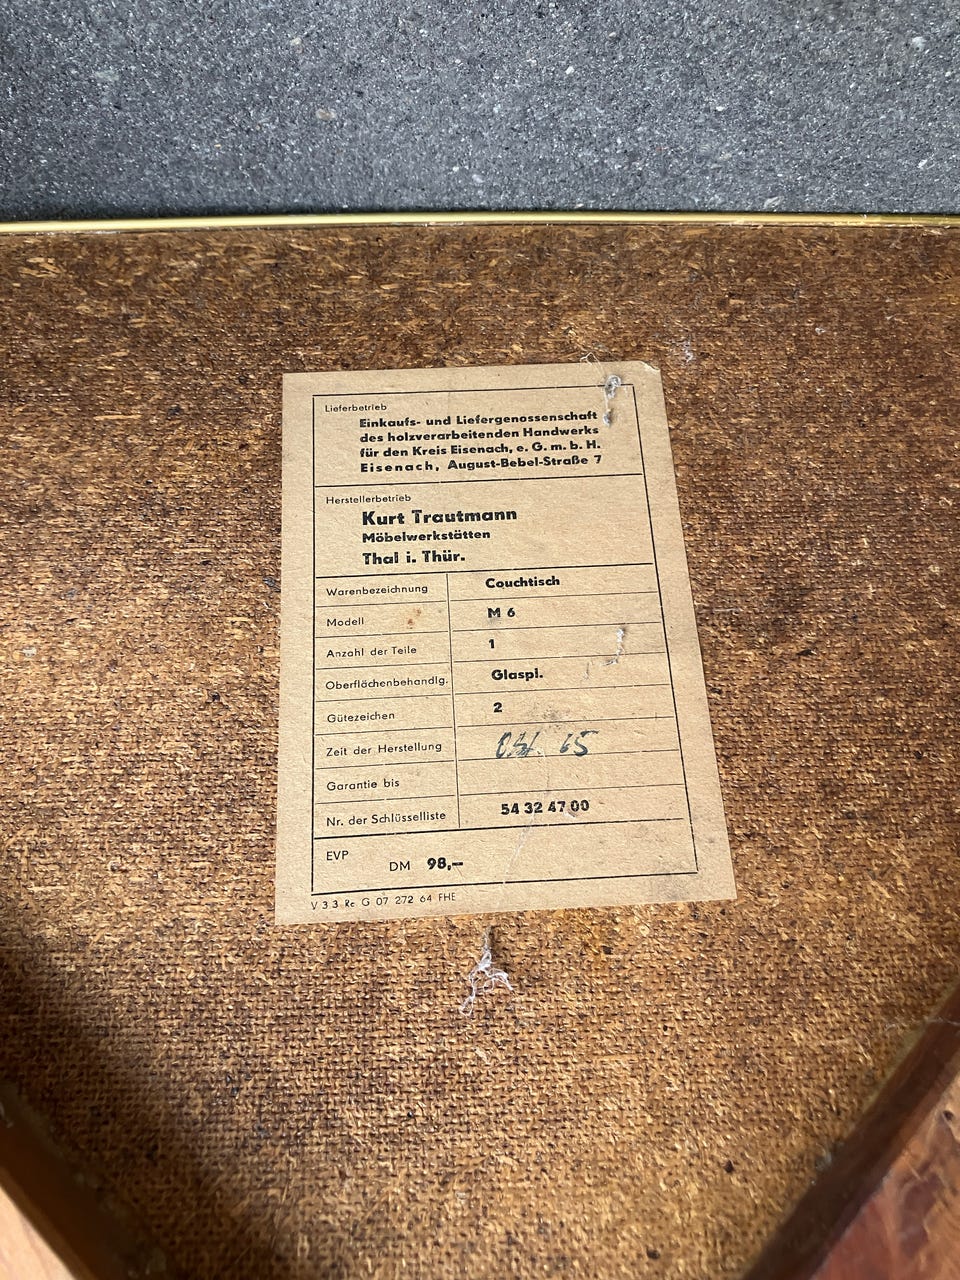 Lieferbetrieb
Einkaufs- und Liefergenossenschaft
des holzverarbeitenden Handwerks
für den Kreis Eisenach, e. G. m. b. H.
Eisenach, August-Bebel-Straße 7
Herstellerbetrieb
Kurt Trautmann
Möbelwerkstätten
Thal i. Thür.
Warenbezeichnung Couchtisch
Modell M 6
Anzahl der Teile 1
Oberflächenbehandlg. Glaspl.
Gütezeichen 2
Zeit der Herstellung 65
Garantie bis
Nr. der Schlüsselliste 54 32 47 00
EVP DM 98,–
V 3 3 Rc G 07 272 64 FHE